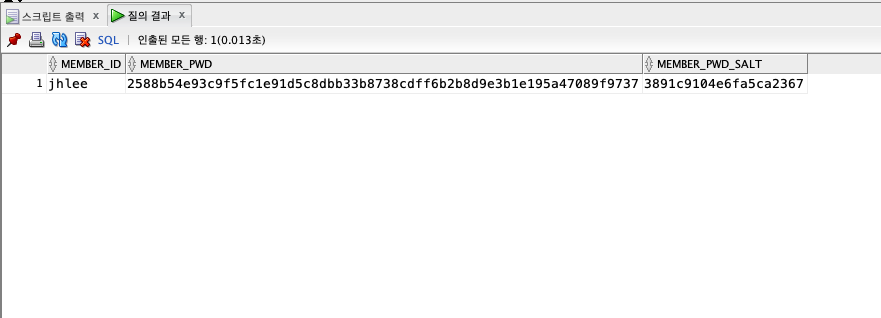 스크립트 출력 x 질의 결과 x
SQL 인출된 모든 행: 1(0.013초)
MEMBER_ID MEMBER_PWD MEMBER_PWD_SALT
1 jhlee 2588b54e93c9f5fc1e91d5c8dbb33b8738cdff6b2b8d9e3b1e195a47089f9737 3891c9104e6fa5ca2367